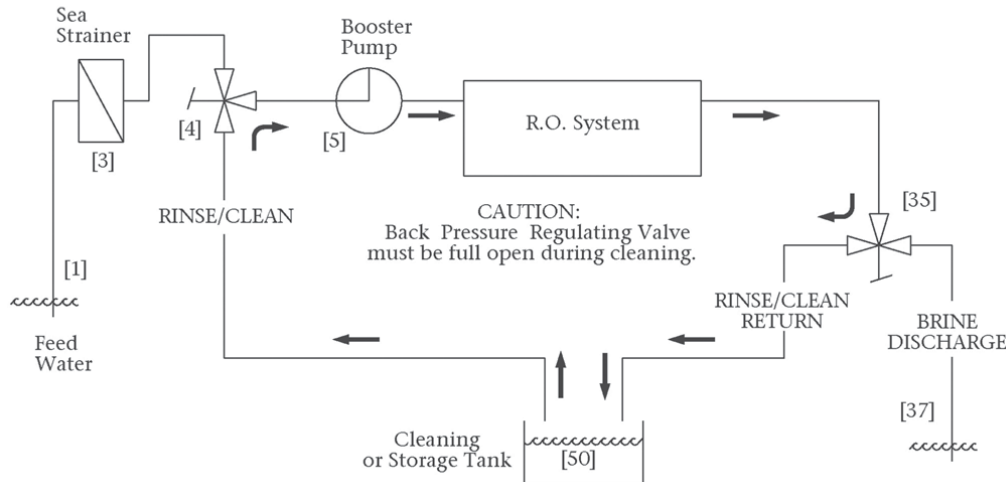 Sea
Strainer
Booster
Pump
[4]
[5]
[3]
R.O. System
RINSE/CLEAN
CAUTION:
Back Pressure Regulating Valve
must be full open during cleaning.
[35]
[1]
Feed
Water
RINSE/CLEAN
RETURN
BRINE
DISCHARGE
[37]
Cleaning
or Storage Tank
[50]